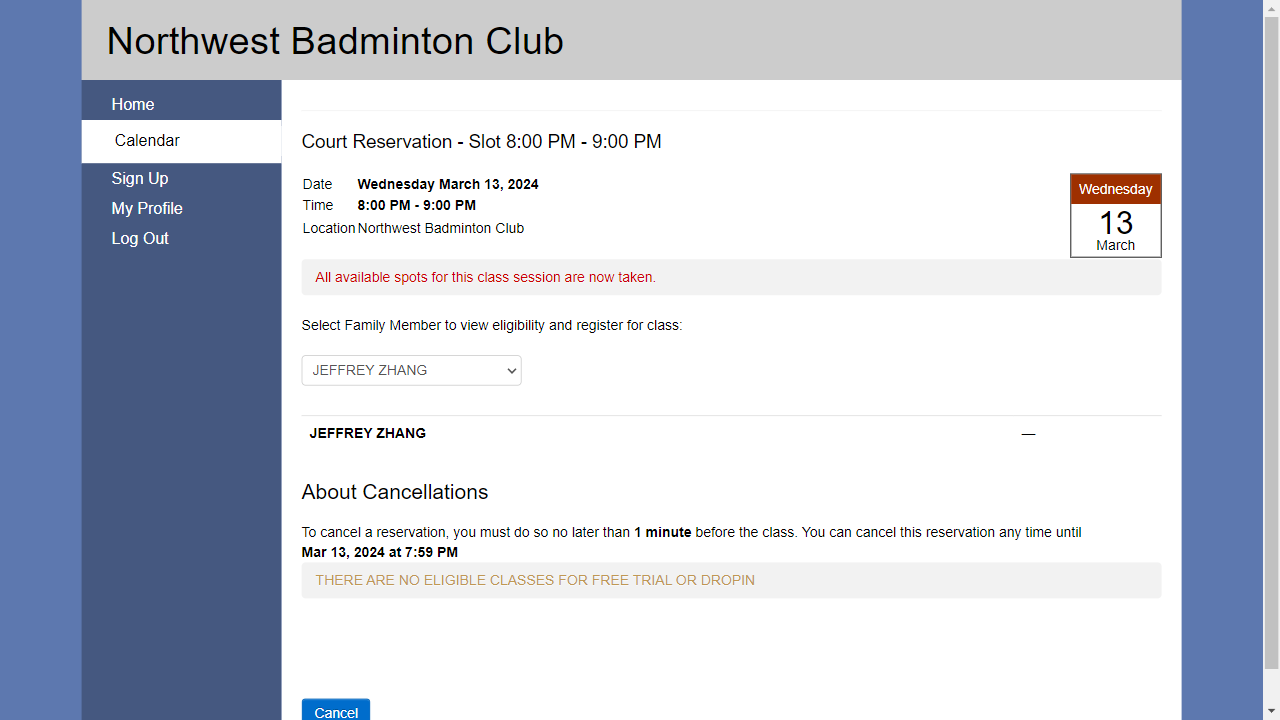 Northwest Badminton Club
Home
Calendar
Sign Up
My Profile
Log Out
Court Reservation - Slot 8:00 PM - 9:00 PM
Date Wednesday March 13, 2024
Time 8:00 PM - 9:00 PM
Location Northwest Badminton Club
Wednesday
13
March
All available spots for this class session are now taken.
Select Family Member to view eligibility and register for class:
JEFFREY ZHANG
JEFFREY ZHANG —
About Cancellations
To cancel a reservation, you must do so no later than 1 minute before the class. You can cancel this reservation any time until
Mar 13, 2024 at 7:59 PM
THERE ARE NO ELIGIBLE CLASSES FOR FREE TRIAL OR DROPIN
Cancel